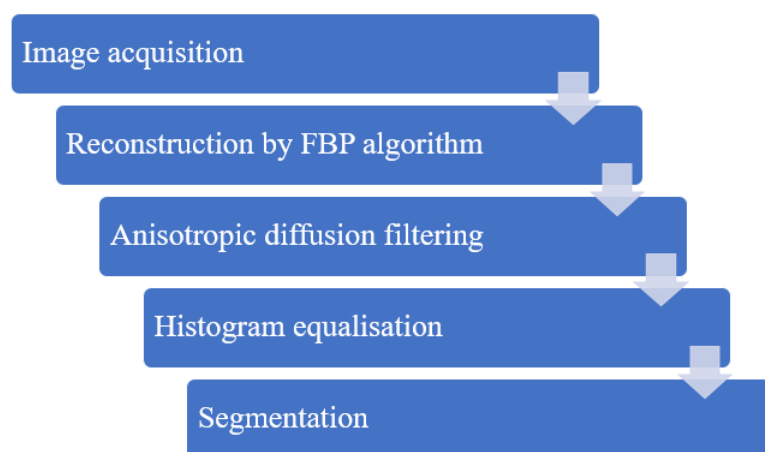 Image acquisition
Reconstruction by FBP algorithm
Anisotropic diffusion filtering
Histogram equalisation
Segmentation